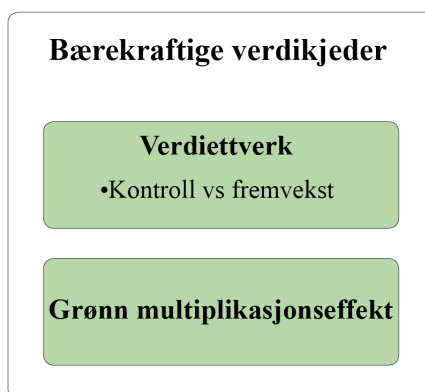 Bærekraftige verdikjeder
Verdiettverk
•Kontroll vs fremvekst
Grønn multiplikasjonseffekt